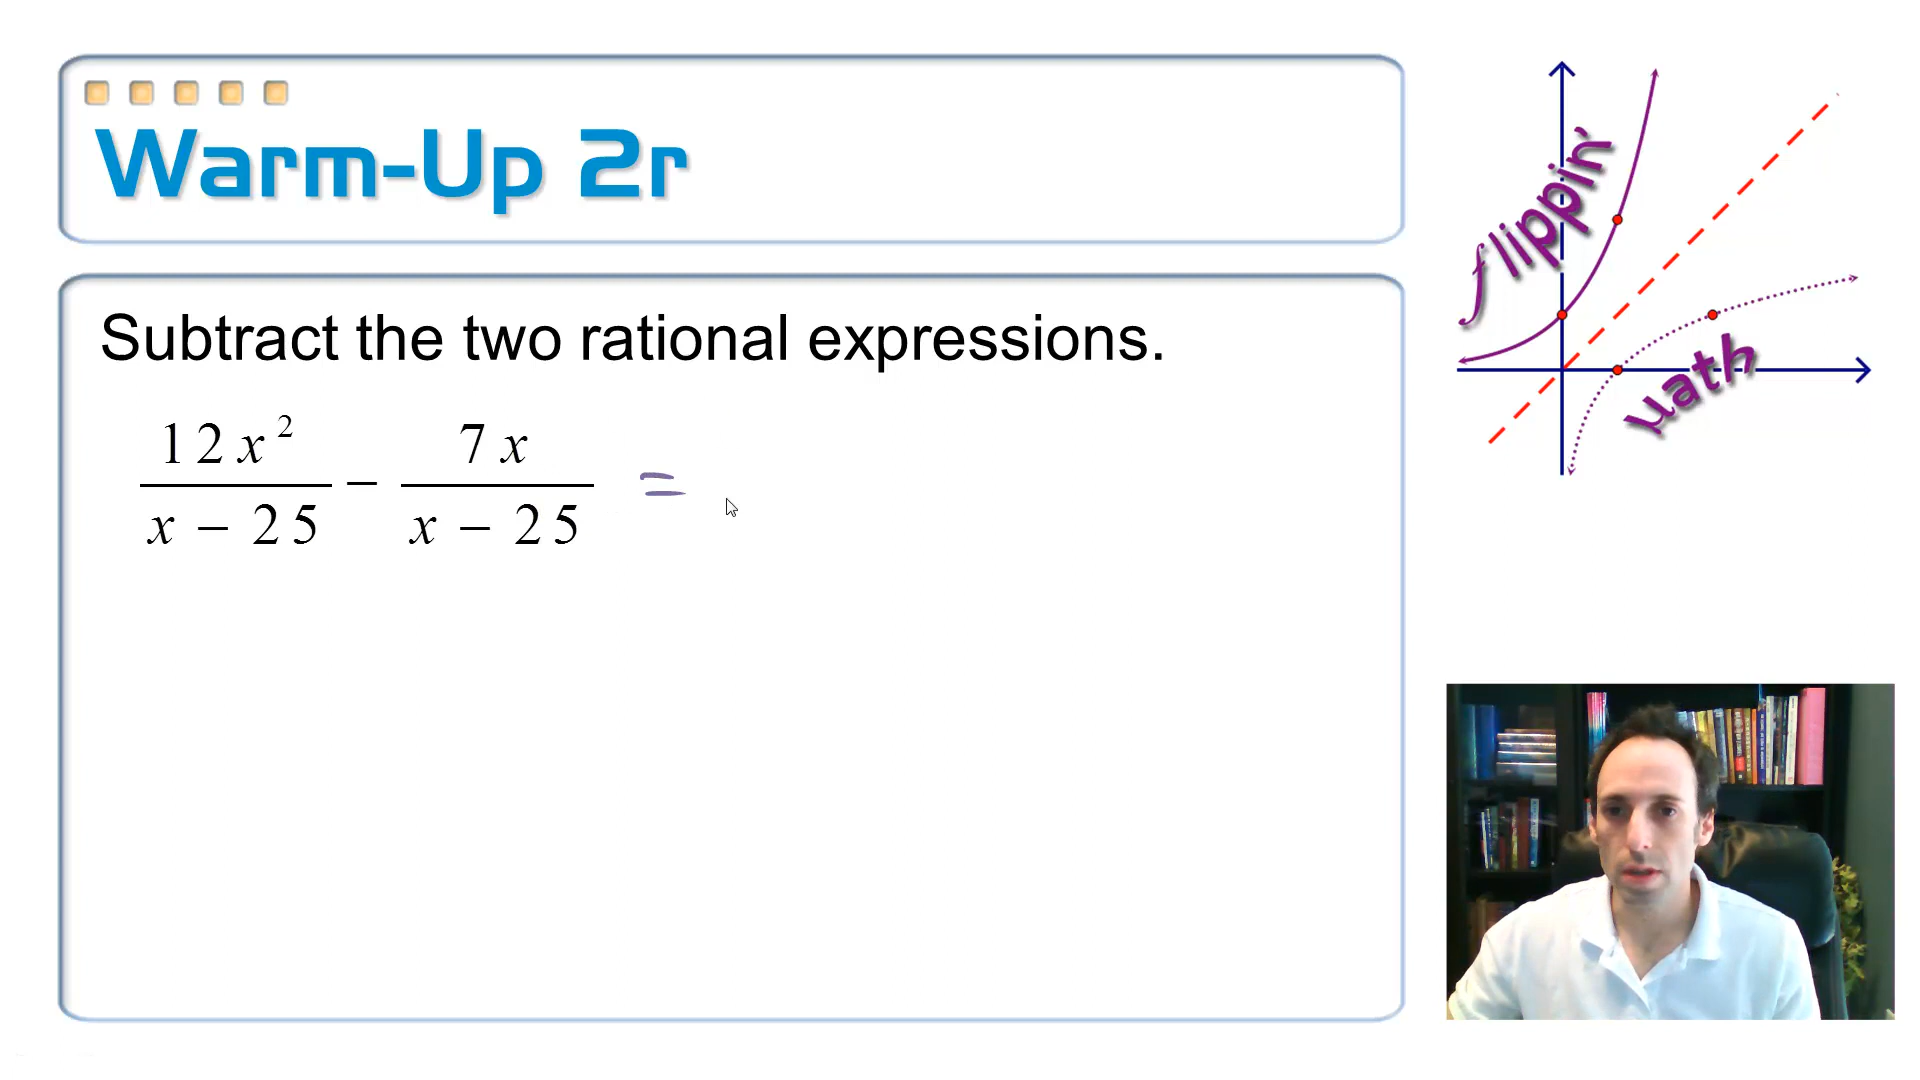 Warm-Up 2r
Subtract the two rational expressions.
12x² / x − 25 − 7x / x − 25 =
flippin'
math